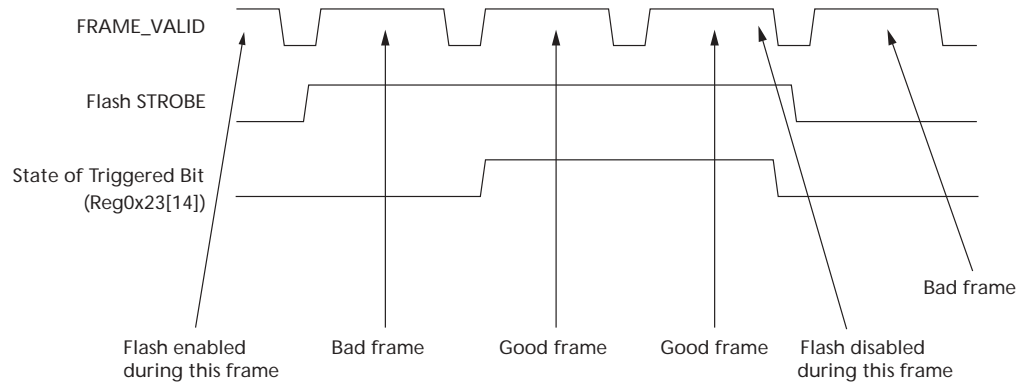 FRAME_VALID
Flash STROBE
State of Triggered Bit
(Reg0x23[14])
Bad frame
Flash enabled
during this frame
Bad frame
Good frame
Good frame
Flash disabled
during this frame